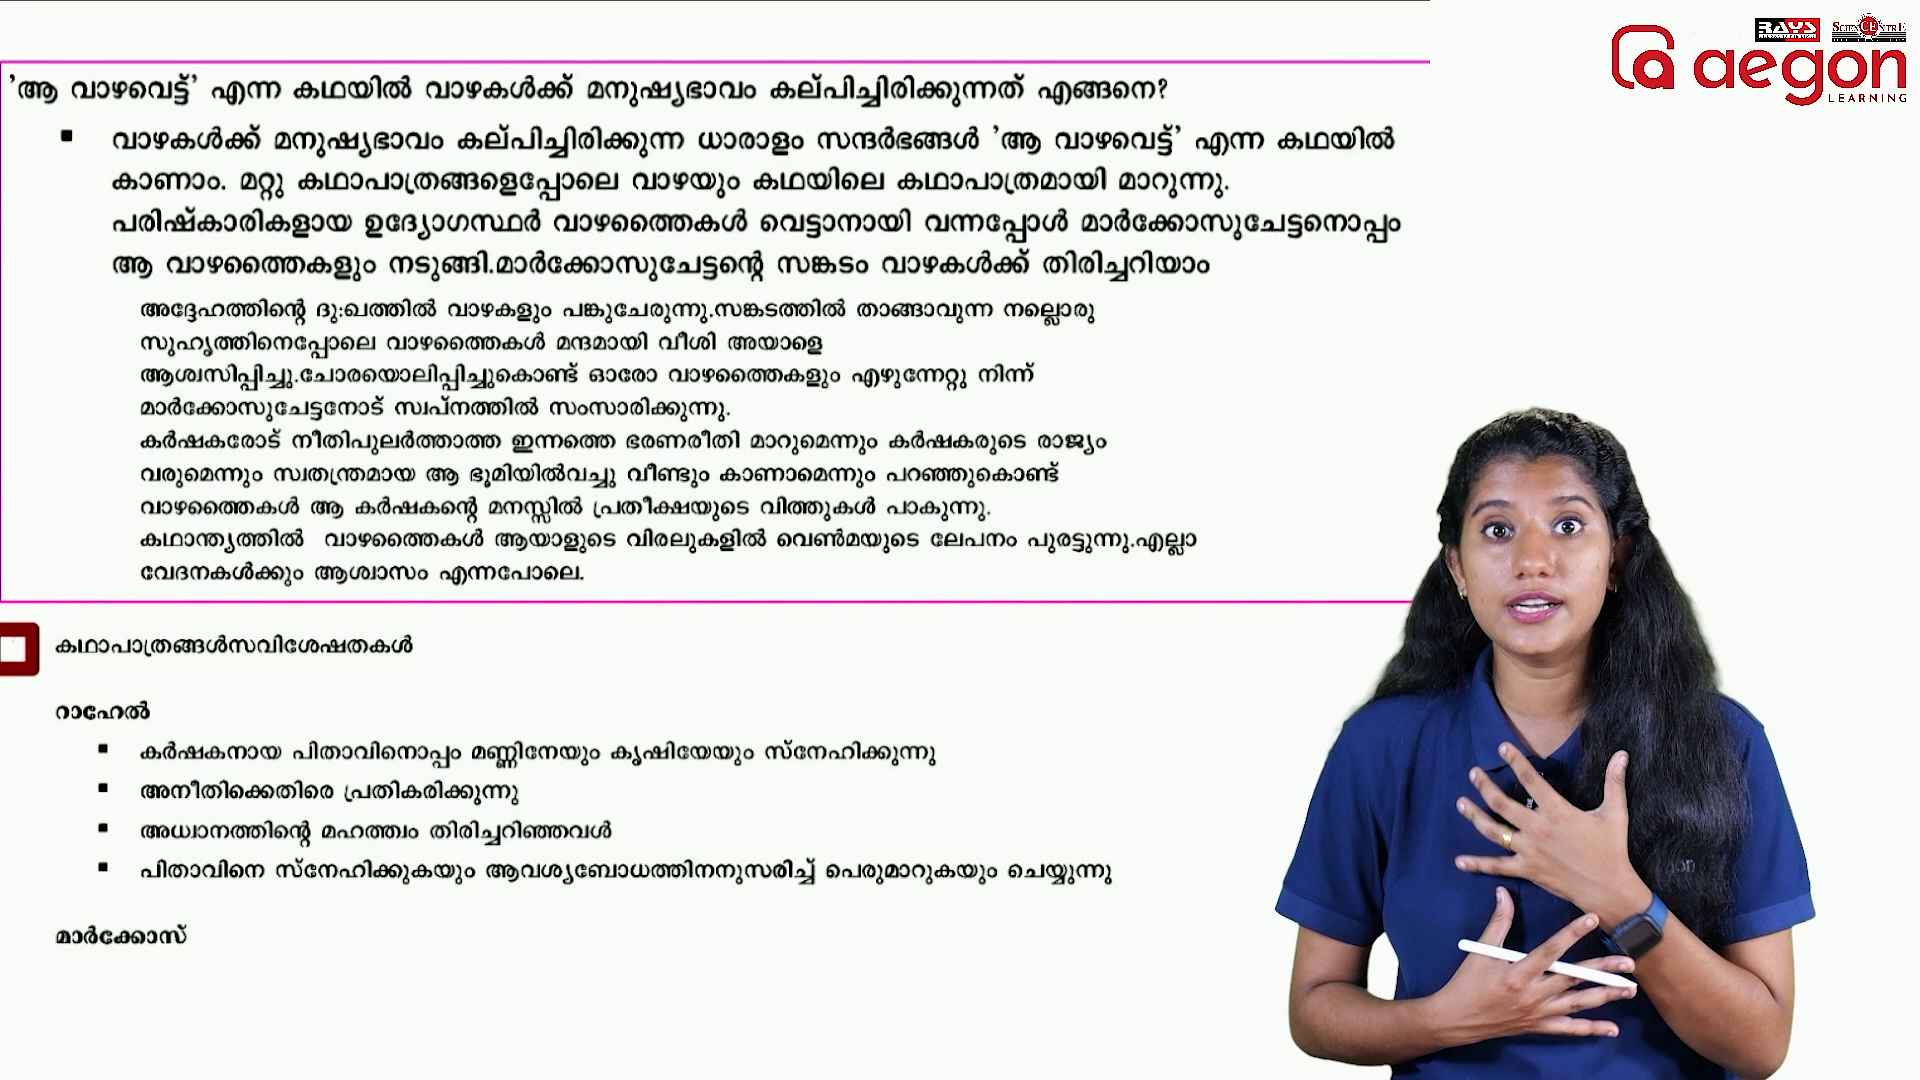 RAYS
SCIENCENTRE
aegon
LEARNING
’ആ വാഴവെട്ട്’ എന്ന കഥയിൽ വാഴകൾക്ക് മനുഷ്യഭാവം കല്പിച്ചിരിക്കുന്നത് എങ്ങനെ?
▪ വാഴകൾക്ക് മനുഷ്യഭാവം കല്പിച്ചിരിക്കുന്ന ധാരാളം സന്ദർഭങ്ങൾ ’ആ വാഴവെട്ട്’ എന്ന കഥയിൽ
കാണാം. മറ്റു കഥാപാത്രങ്ങളെപ്പോലെ വാഴയും കഥയിലെ കഥാപാത്രമായി മാറുന്നു.
പരിഷ്കാരികളായ ഉദ്യോഗസ്ഥർ വാഴത്തൈകൾ വെട്ടാനായി വന്നപ്പോൾ മാർക്കോസുചേട്ടനൊപ്പം
ആ വാഴത്തൈകളും നടുങ്ങി.മാർക്കോസുചേട്ടന്റെ സങ്കടം വാഴകൾക്ക് തിരിച്ചറിയാം
അദ്ദേഹത്തിന്റെ ദു:ഖത്തിൽ വാഴകളും പങ്കുചേരുന്നു.സങ്കടത്തിൽ താങ്ങാവുന്ന നല്ലൊരു
സുഹൃത്തിനെപ്പോലെ വാഴത്തൈകൾ മന്ദമായി വീശി അയാളെ
ആശ്വസിപ്പിച്ചു.ചോരയൊലിപ്പിച്ചുകൊണ്ട് ഓരോ വാഴത്തൈകളും എഴുന്നേറ്റു നിന്ന്
മാർക്കോസുചേട്ടനോട് സ്വപ്നത്തിൽ സംസാരിക്കുന്നു.
കർഷകരോട് നീതിപുലർത്താത്ത ഇന്നത്തെ ഭരണരീതി മാറുമെന്നും കർഷകരുടെ രാജ്യം
വരുമെന്നും സ്വതന്ത്രമായ ആ ഭൂമിയിൽവച്ചു വീണ്ടും കാണാമെന്നും പറഞ്ഞുകൊണ്ട്
വാഴത്തൈകൾ ആ കർഷകന്റെ മനസ്സിൽ പ്രതീക്ഷയുടെ വിത്തുകൾ പാകുന്നു.
കഥാന്ത്യത്തിൽ വാഴത്തൈകൾ ആയാളുടെ വിരലുകളിൽ വെൺമയുടെ ലേപനം പുരട്ടുന്നു.എല്ലാ
വേദനകൾക്കും ആശ്വാസം എന്നപോലെ.
കഥാപാത്രങ്ങൾസവിശേഷതകൾ
റാഹേൽ
▪ കർഷകനായ പിതാവിനൊപ്പം മണ്ണിനേയും കൃഷിയേയും സ്നേഹിക്കുന്നു
▪ അനീതിക്കെതിരെ പ്രതികരിക്കുന്നു
▪ അധ്വാനത്തിന്റെ മഹത്ത്വം തിരിച്ചറിഞ്ഞവൾ
▪ പിതാവിനെ സ്നേഹിക്കുകയും ആവശ്യബോധത്തിനനുസരിച്ച് പെരുമാറുകയും ചെയ്യുന്നു
മാർക്കോസ്